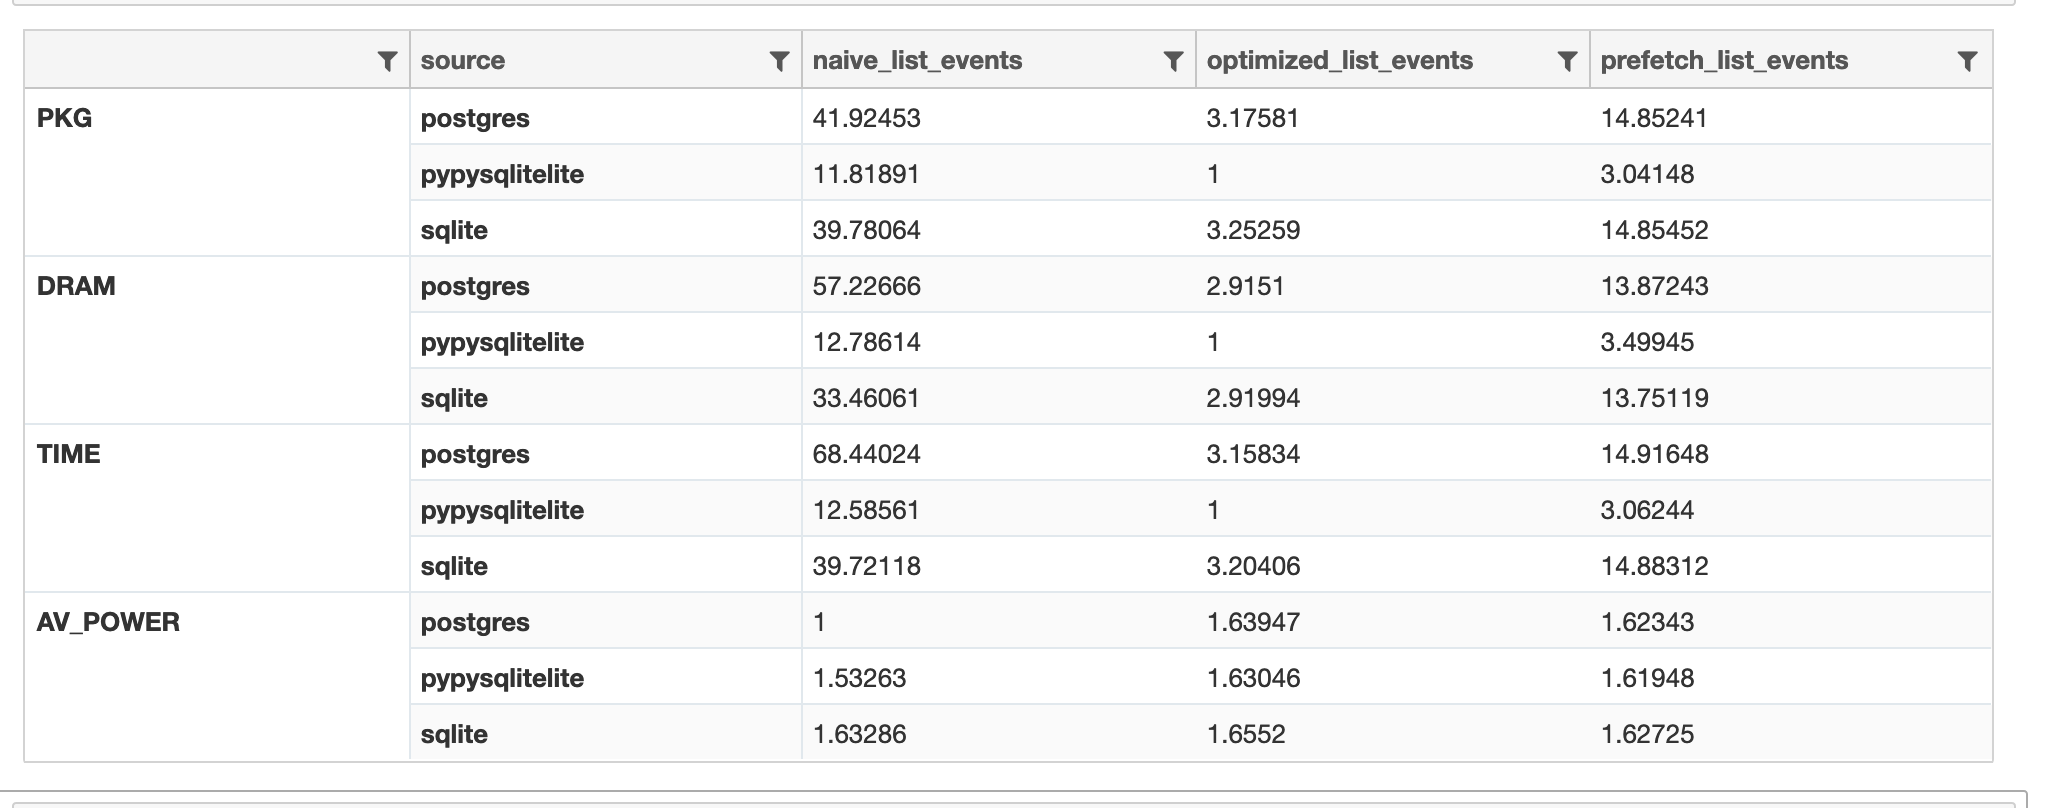 source naive_list_events optimized_list_events prefetch_list_events
PKG postgres 41.92453 3.17581 14.85241
pypysqlitelite 11.81891 1 3.04148
sqlite 39.78064 3.25259 14.85452
DRAM postgres 57.22666 2.9151 13.87243
pypysqlitelite 12.78614 1 3.49945
sqlite 33.46061 2.91994 13.75119
TIME postgres 68.44024 3.15834 14.91648
pypysqlitelite 12.58561 1 3.06244
sqlite 39.72118 3.20406 14.88312
AV_POWER postgres 1 1.63947 1.62343
pypysqlitelite 1.53263 1.63046 1.61948
sqlite 1.63286 1.6552 1.62725